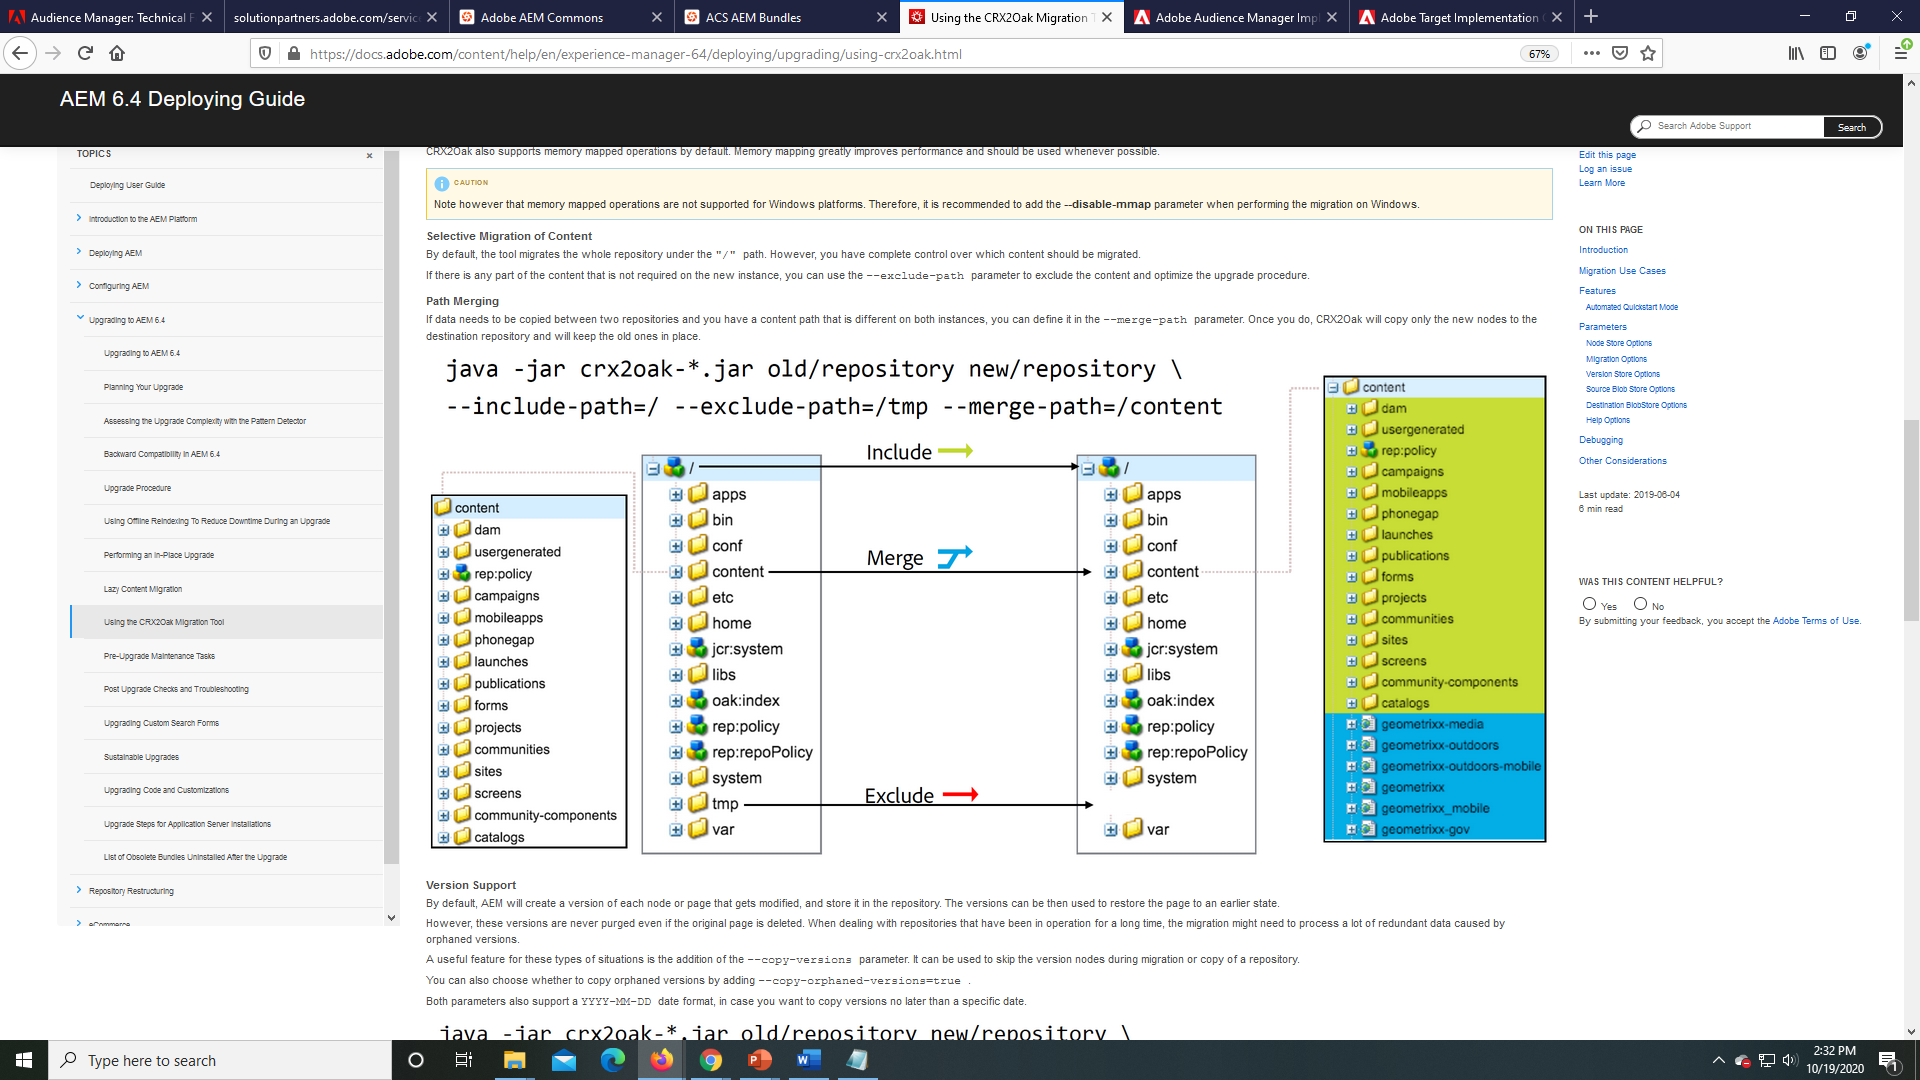 Audience Manager: Technical F
solutionpartners.adobe.com/servic
Adobe AEM Commons
ACS AEM Bundles
Using the CRX2Oak Migration T
Adobe Audience Manager Impl
Adobe Target Implementation C
https://docs.adobe.com/content/help/en/experience-manager-64/deploying/upgrading/using-crx2oak.html
67%
AEM 6.4 Deploying Guide
Search Adobe Support
Search
TOPICS
Deploying User Guide
Introduction to the AEM Platform
Deploying AEM
Configuring AEM
Upgrading to AEM 6.4
Upgrading to AEM 6.4
Planning Your Upgrade
Assessing the Upgrade Complexity with the Pattern Detector
Backward Compatibility in AEM 6.4
Upgrade Procedure
Using Offline Reindexing To Reduce Downtime During an Upgrade
Performing an In-Place Upgrade
Lazy Content Migration
Using the CRX2Oak Migration Tool
Pre-Upgrade Maintenance Tasks
Post Upgrade Checks and Troubleshooting
Upgrading Custom Search Forms
Sustainable Upgrades
Upgrading Code and Customizations
Upgrade Steps for Application Server Installations
List of Obsolete Bundles Uninstalled After the Upgrade
Repository Restructuring
eCommerce
CRX2Oak also supports memory mapped operations by default. Memory mapping greatly improves performance and should be used whenever possible.
CAUTION
Note however that memory mapped operations are not supported for Windows platforms. Therefore, it is recommended to add the --disable-mmap parameter when performing the migration on Windows.
Selective Migration of Content
By default, the tool migrates the whole repository under the "/" path. However, you have complete control over which content should be migrated.
If there is any part of the content that is not required on the new instance, you can use the --exclude-path parameter to exclude the content and optimize the upgrade procedure.
Path Merging
If data needs to be copied between two repositories and you have a content path that is different on both instances, you can define it in the --merge-path parameter. Once you do, CRX2Oak will copy only the new nodes to the
destination repository and will keep the old ones in place.
java -jar crx2oak-*.jar old/repository new/repository \
--include-path=/ --exclude-path=/tmp --merge-path=/content
content
dam
usergenerated
rep:policy
campaigns
mobileapps
phonegap
launches
publications
forms
projects
communities
sites
screens
community-components
catalogs
/
apps
bin
conf
content
etc
home
jcr:system
libs
oak:index
rep:policy
rep:repoPolicy
system
tmp
var
Include
Merge
Exclude
/
apps
bin
conf
content
etc
home
jcr:system
libs
oak:index
rep:policy
rep:repoPolicy
system
var
content
dam
usergenerated
rep:policy
campaigns
mobileapps
phonegap
launches
publications
forms
projects
communities
sites
screens
community-components
catalogs
geometrixx-media
geometrixx-outdoors
geometrixx-outdoors-mobile
geometrixx
geometrixx_mobile
geometrixx-gov
Version Support
By default, AEM will create a version of each node or page that gets modified, and store it in the repository. The versions can be then used to restore the page to an earlier state.
However, these versions are never purged even if the original page is deleted. When dealing with repositories that have been in operation for a long time, the migration might need to process a lot of redundant data caused by
orphaned versions.
A useful feature for these types of situations is the addition of the --copy-versions parameter. It can be used to skip the version nodes during migration or copy of a repository.
You can also choose whether to copy orphaned versions by adding --copy-orphaned-versions=true .
Both parameters also support a YYYY-MM-DD date format, in case you want to copy versions no later than a specific date.
java -jar crx2oak-*.jar old/repository new/repository \
Edit this page
Log an issue
Learn More
ON THIS PAGE
Introduction
Migration Use Cases
Features
Automated Quickstart Mode
Parameters
Node Store Options
Migration Options
Version Store Options
Source Blob Store Options
Destination BlobStore Options
Help Options
Debugging
Other Considerations
Last update: 2019-06-04
6 min read
WAS THIS CONTENT HELPFUL?
Yes No
By submitting your feedback, you accept the Adobe Terms of Use.
Type here to search
2:32 PM
10/19/2020
1